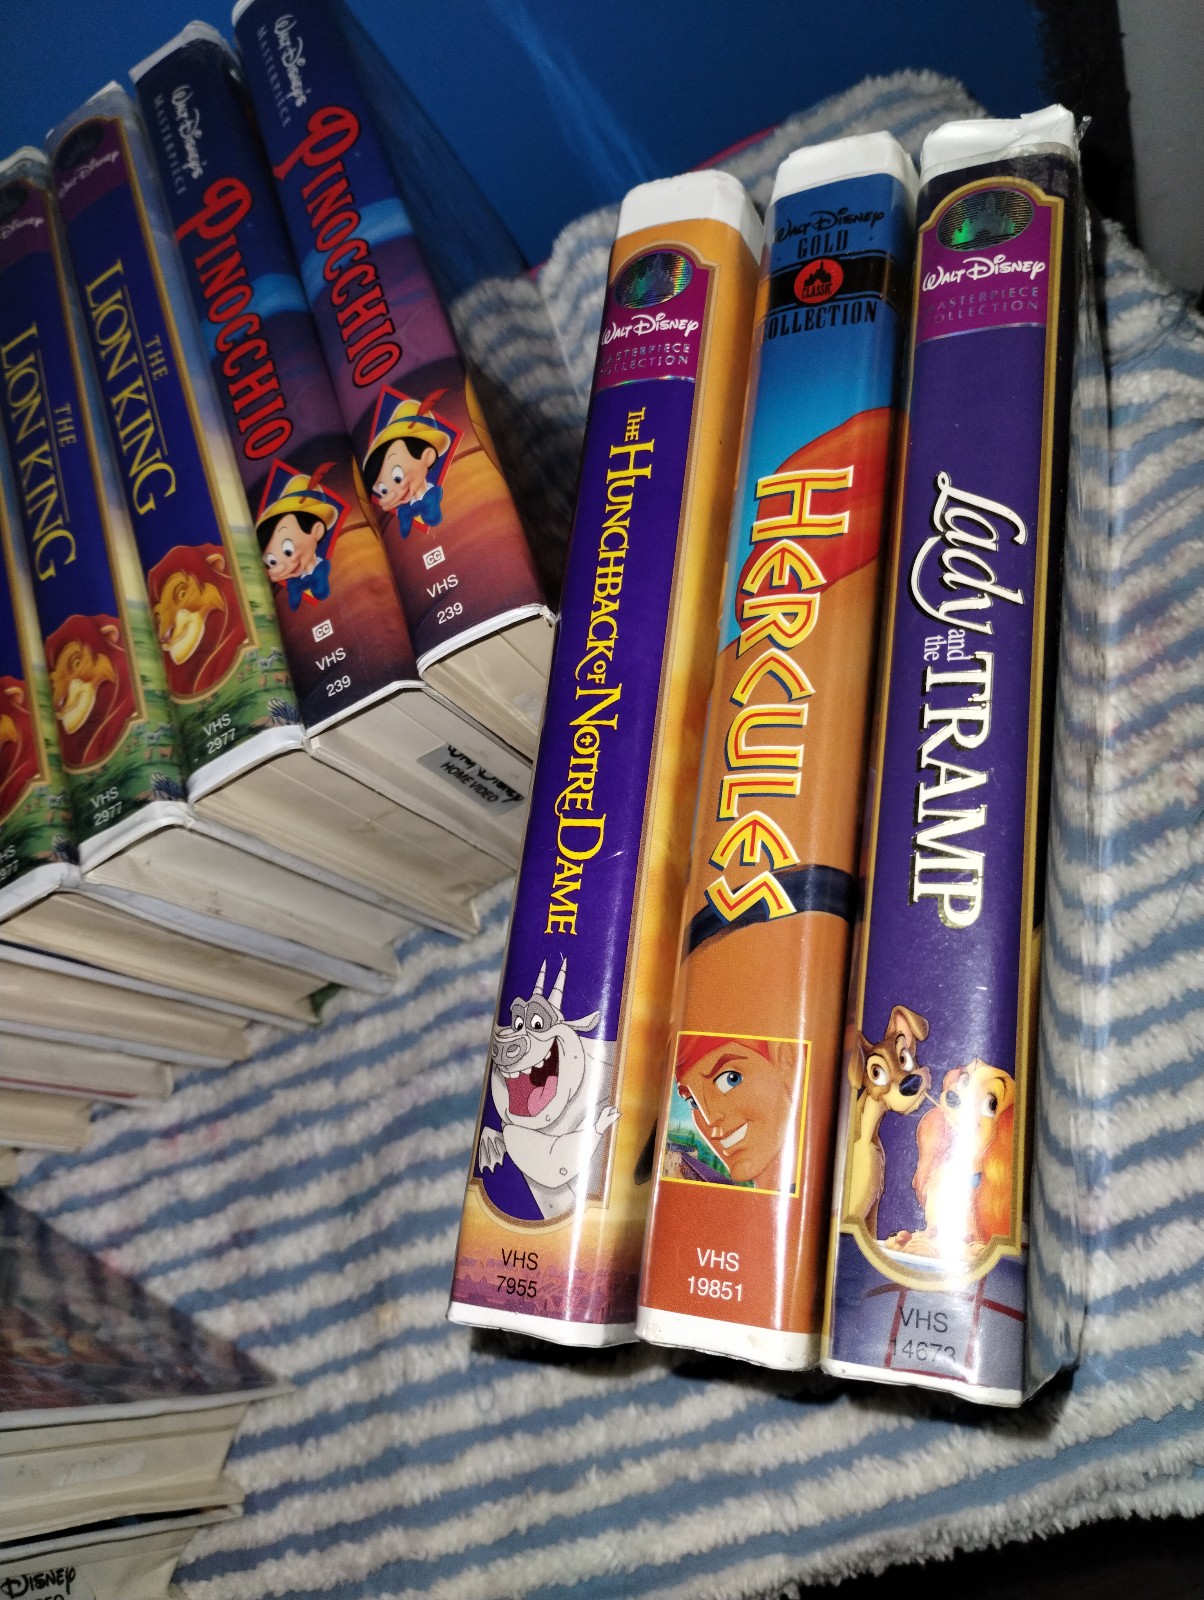 Disney
THE
LION KING
VHS
2977
Walt Disney
THE
LION KING
VHS
2977
WALT DISNEY'S
MASTERPIECE
PINOCCHIO
CC
VHS
239
WALT DISNEY'S
MASTERPIECE
PINOCCHIO
CC
VHS
239
HOME VIDEO
WALT DISNEY
MASTERPIECE
COLLECTION
THE HUNCHBACK OF NOTRE DAME
VHS
7955
WALT DISNEY
GOLD
CLASSIC
COLLECTION
HERCULES
VHS
19851
WALT DISNEY
MASTERPIECE
COLLECTION
Lady and the TRAMP
VHS
14673
DISNEY